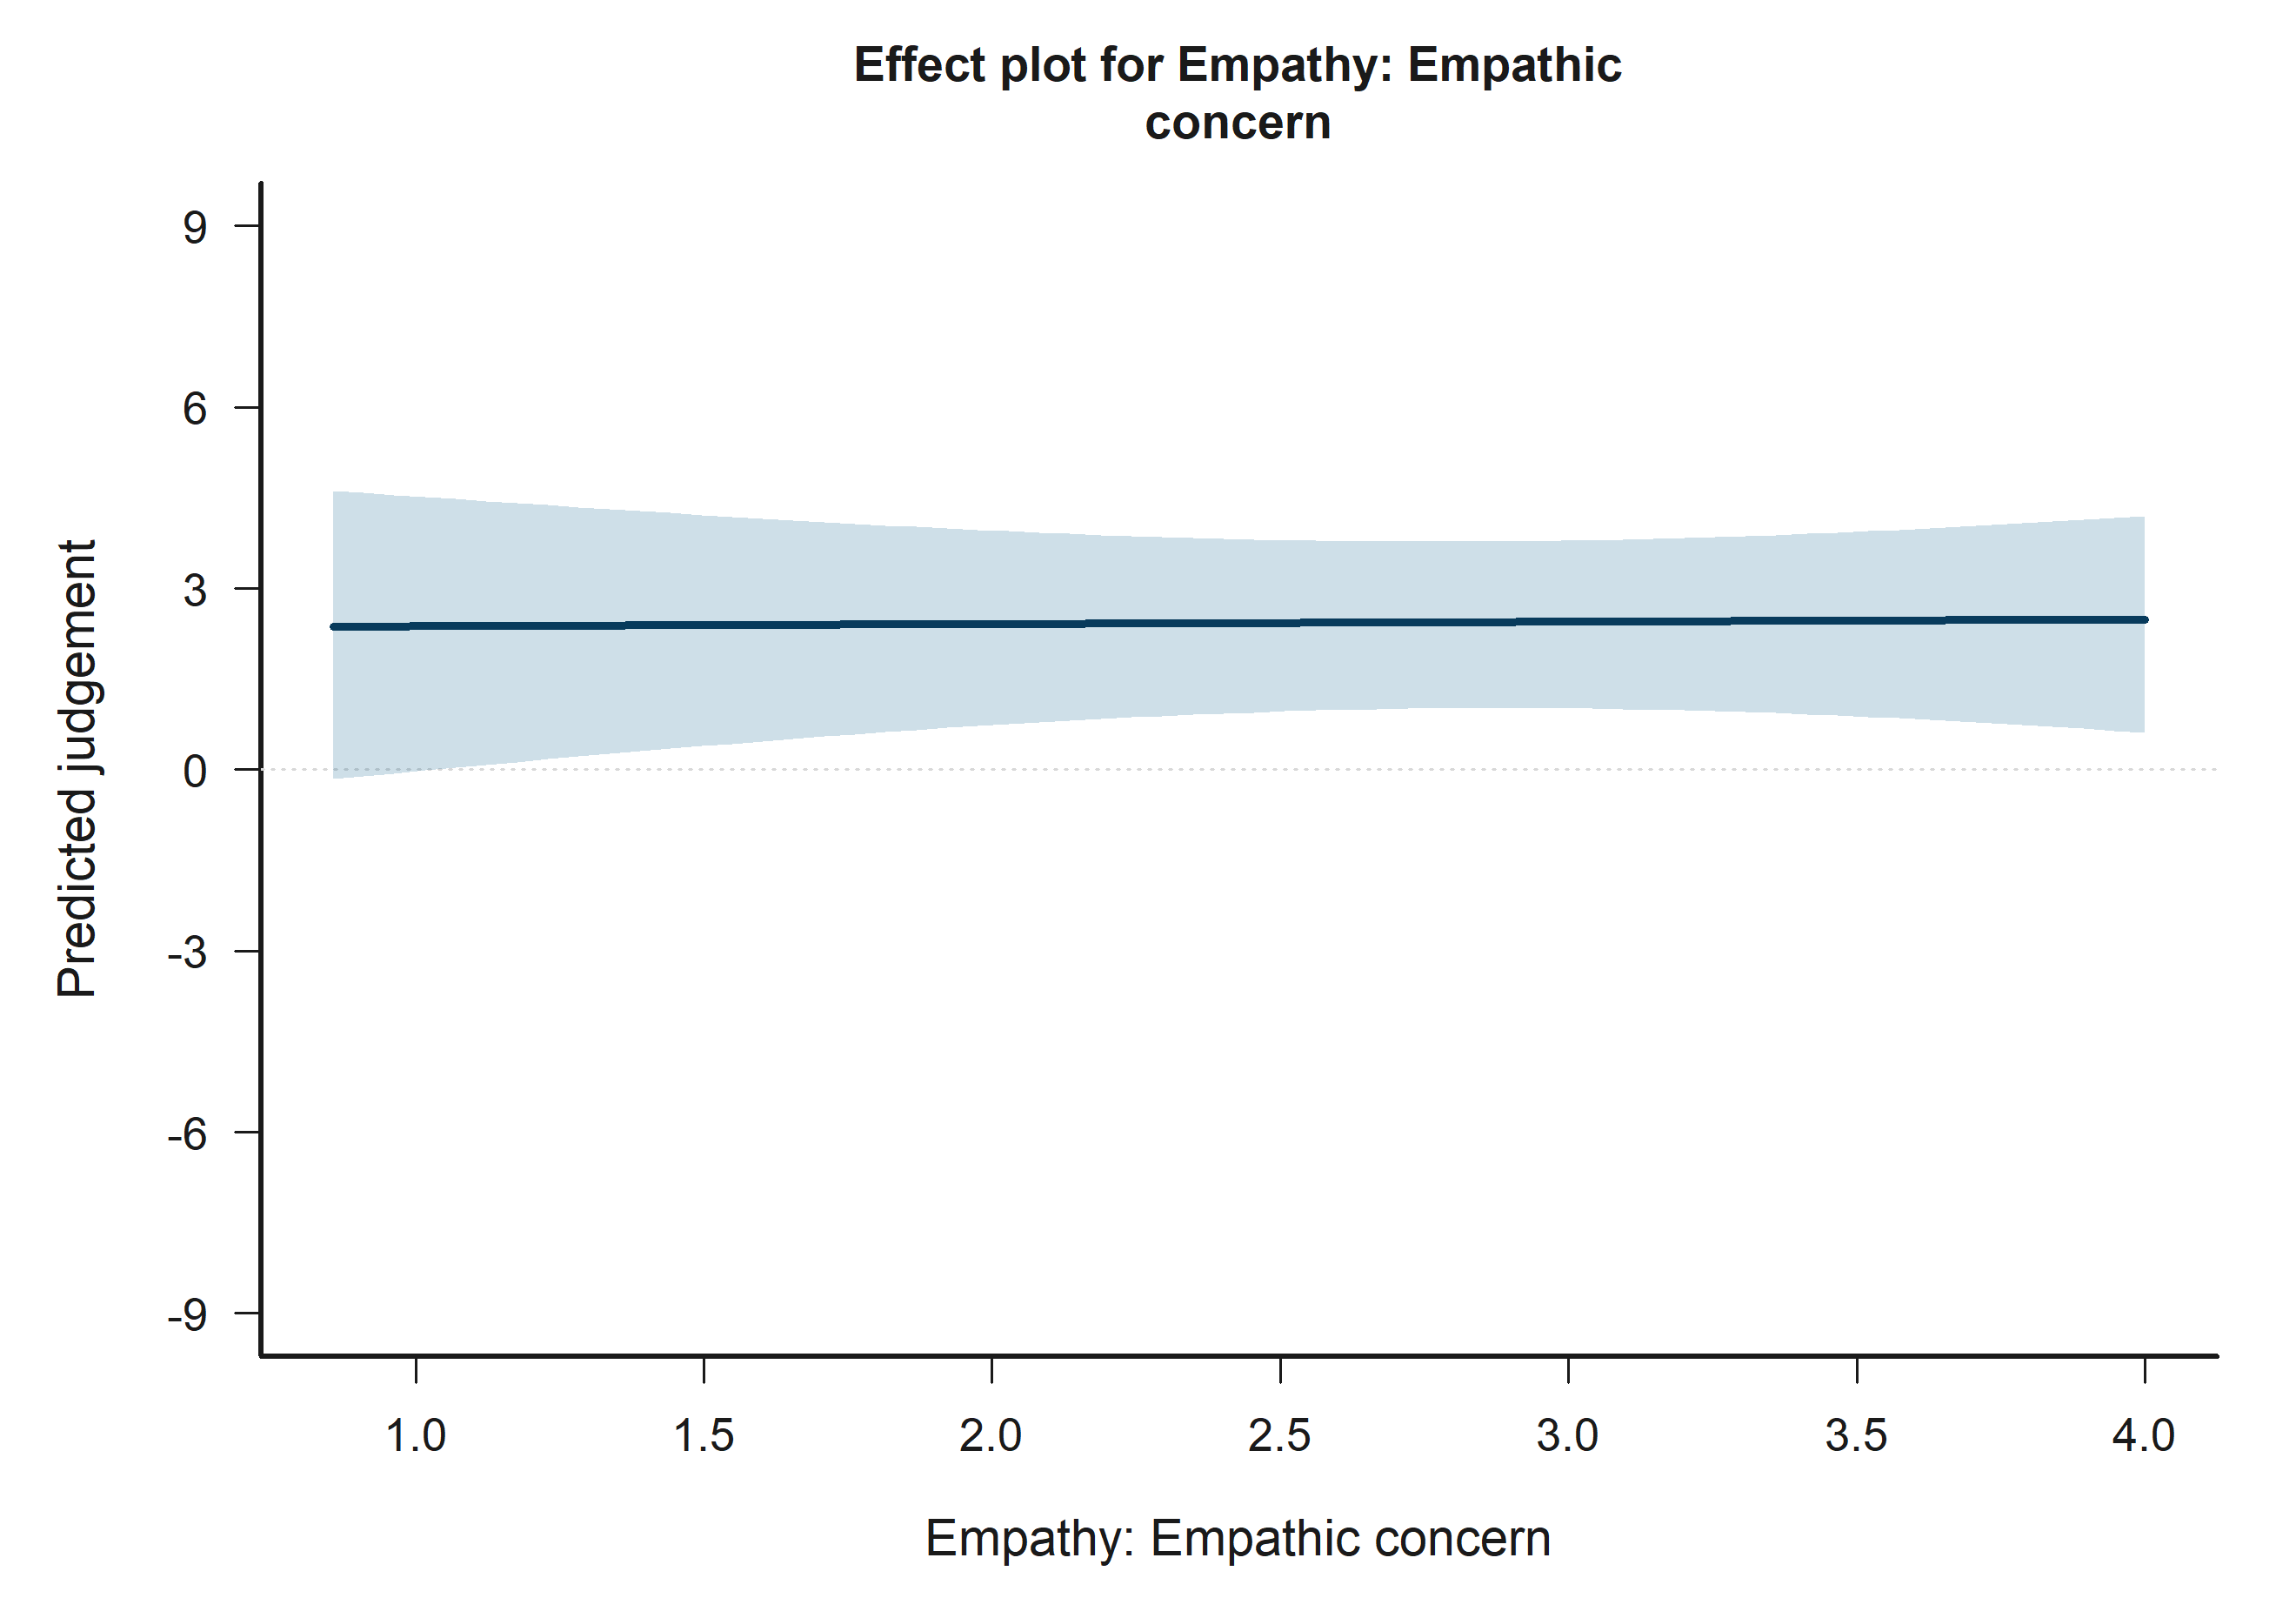 Effect plot for Empathy: Empathic
concern
Predicted judgement
9
6
3
0
-3
-6
-9
1.0 1.5 2.0 2.5 3.0 3.5 4.0
Empathy: Empathic concern